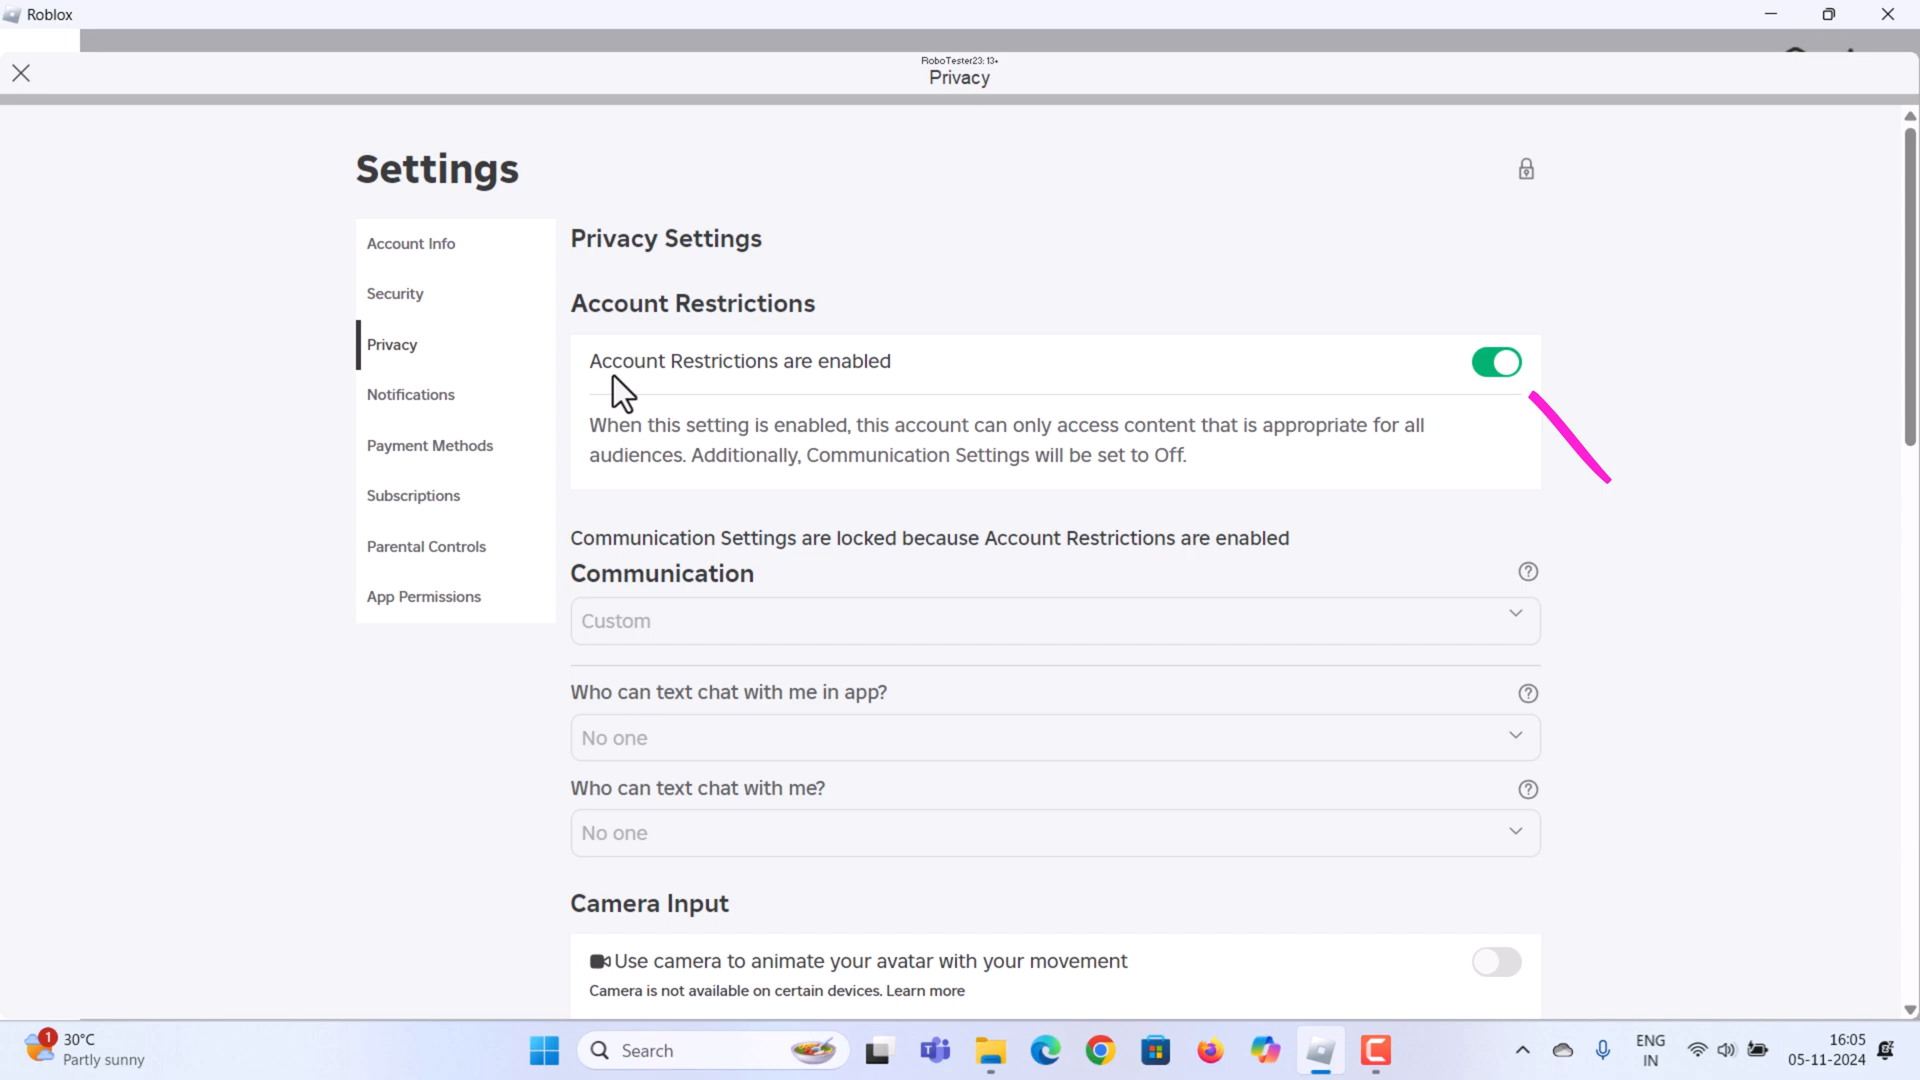 Roblox
RoboTester23: 13+
Privacy
Settings
Account Info
Security
Privacy
Notifications
Payment Methods
Subscriptions
Parental Controls
App Permissions
Privacy Settings
Account Restrictions
Account Restrictions are enabled
When this setting is enabled, this account can only access content that is appropriate for all
audiences. Additionally, Communication Settings will be set to Off.
Communication Settings are locked because Account Restrictions are enabled
Communication
Custom
Who can text chat with me in app?
No one
Who can text chat with me?
No one
Camera Input
Use camera to animate your avatar with your movement
Camera is not available on certain devices. Learn more
1
30°C
Partly sunny
Search
ENG
IN
16:05
05-11-2024